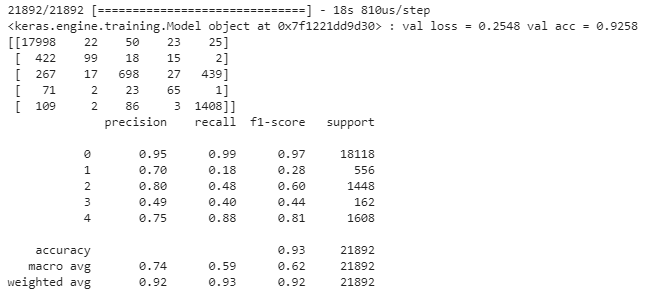 21892/21892 [==============================] - 18s 810us/step
<keras.engine.training.Model object at 0x7f1221dd9d30> : val loss = 0.2548 val acc = 0.9258
[[17998 22 50 23 25]
[ 422 99 18 15 2]
[ 267 17 698 27 439]
[ 71 2 23 65 1]
[ 109 2 86 3 1408]]
precision recall f1-score support
0 0.95 0.99 0.97 18118
1 0.70 0.18 0.28 556
2 0.80 0.48 0.60 1448
3 0.49 0.40 0.44 162
4 0.75 0.88 0.81 1608
accuracy 0.93 21892
macro avg 0.74 0.59 0.62 21892
weighted avg 0.92 0.93 0.92 21892